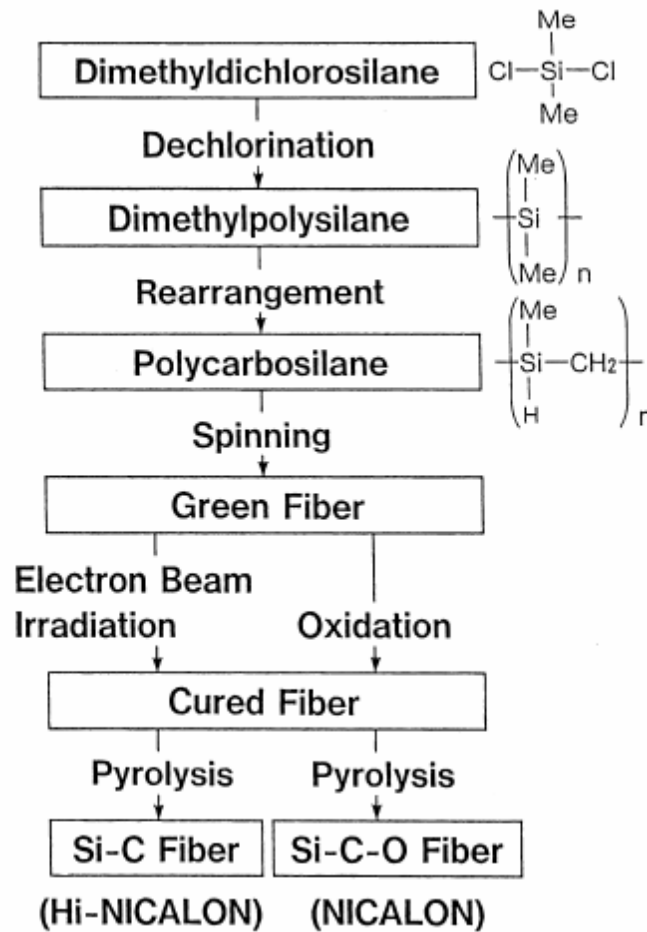 Dimethyldichlorosilane
Me
Cl—Si—Cl
Me
Dechlorination
Dimethylpolysilane
Me
Si
Me
n
Rearrangement
Polycarbosilane
Me
Si—CH2
H
n
Spinning
Green Fiber
Electron Beam
Irradiation
Oxidation
Cured Fiber
Pyrolysis
Pyrolysis
Si-C Fiber
Si-C-O Fiber
(Hi-NICALON)
(NICALON)